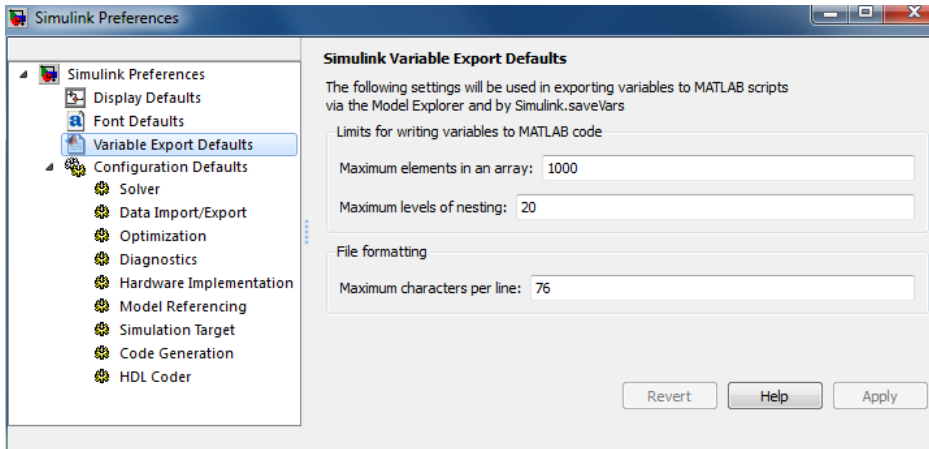 Simulink Preferences
Simulink Preferences
Display Defaults
Font Defaults
Variable Export Defaults
Configuration Defaults
Solver
Data Import/Export
Optimization
Diagnostics
Hardware Implementation
Model Referencing
Simulation Target
Code Generation
HDL Coder
Simulink Variable Export Defaults
The following settings will be used in exporting variables to MATLAB scripts
via the Model Explorer and by Simulink.saveVars
Limits for writing variables to MATLAB code
Maximum elements in an array: 1000
Maximum levels of nesting: 20
File formatting
Maximum characters per line: 76
Revert Help Apply